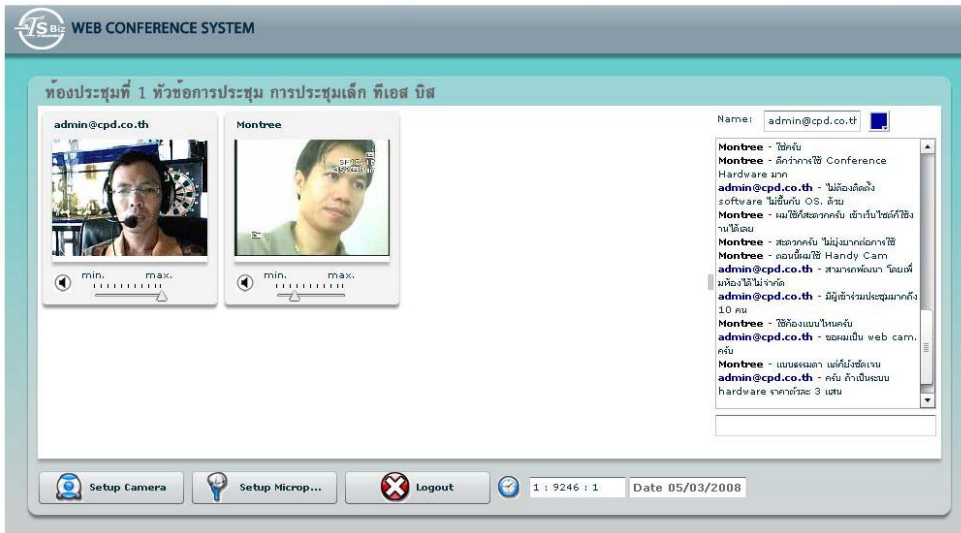 TS Biz WEB CONFERENCE SYSTEM
ท้องประชุมที่ 1 หัวข้อการประชุม การประชุมเล็ก ทีเอส บิส
admin@cpd.co.th
Montree
min. max.
min. max.
Name: admin@cpd.co.tl
Montree - ใช่ครับ
Montree - ดีกว่าการใช้ Conference
Hardware มาก
admin@cpd.co.th - ไม่ต้องติดตั้ง
software ไม่ขึ้นกับ OS. ด้วย
Montree - ผมใช้ก็สะดวกครับ เข้าเว็บไซต์ก็ใช้ง
านได้เลย
Montree - สะดวกครับ ไม่ยุ่งยากต่อการใช้
Montree - ตอนนี้ผมใช้ Handy Cam
admin@cpd.co.th - สามารถพัฒนา โดยเพิ่
มห้องได้ไม่จำกัด
admin@cpd.co.th - มีผู้เข้าร่วมประชุมมากถึง
10 คน
Montree - ใช้กล้องแบบไหนครับ
admin@cpd.co.th - ของผมเป็น web cam.
ครับ
Montree - แบบธรรมดา แต่ก็ยังชัดเจน
admin@cpd.co.th - ครับ ถ้าเป็นระบบ
hardware ราคาตัวละ 3 แสน
Setup Camera
Setup Microp...
Logout
1 : 9246 : 1
Date 05/03/2008